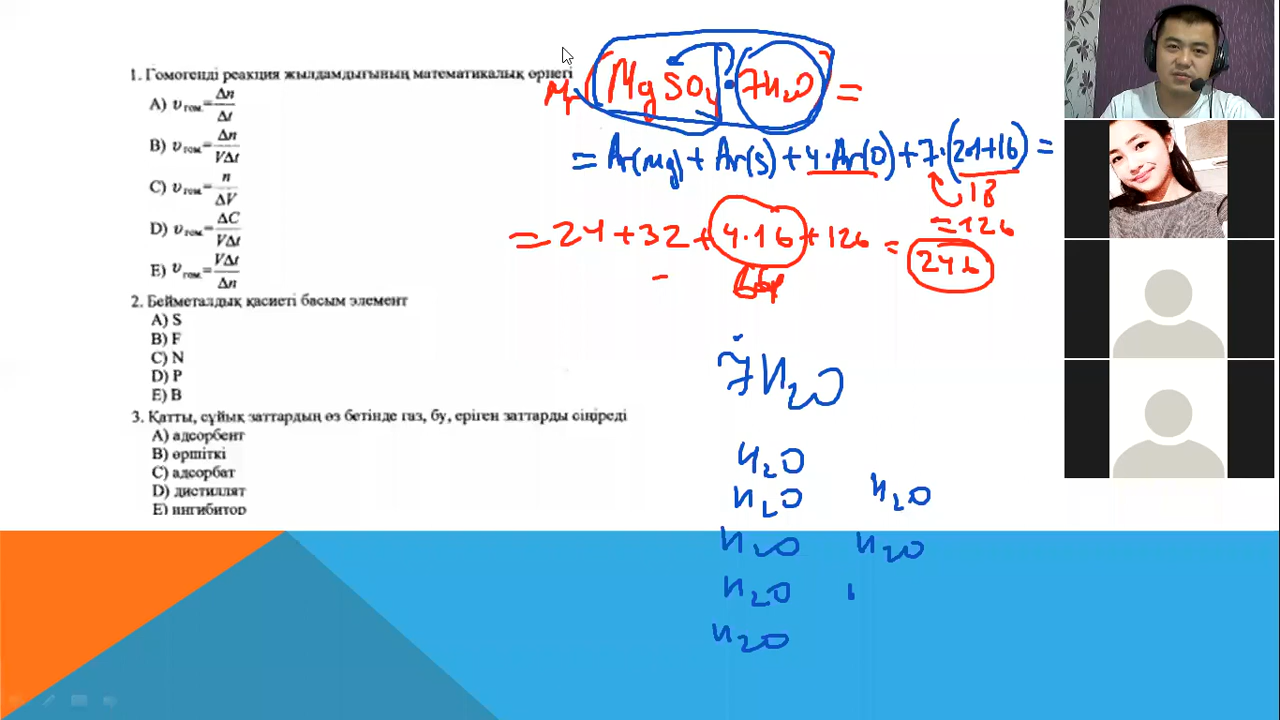 1. Гомогенді реакция жылдамдығының математикалық өрнегі
A) υгом.=Δn/Δt
B) υгом.=Δn/VΔt
C) υгом.=n/ΔV
D) υгом.=ΔC/VΔt
E) υгом.=VΔt/Δn
2. Бейметалдық қасиеті басым элемент
A) S
B) F
C) N
D) P
E) B
3. Қатты, сұйық заттардың өз бетінде газ, бу, еріген заттарды сіңіреді
A) адсорбент
B) өршіткі
C) адсорбат
D) дистиллят
E) ингибитор
Mr(MgSO4·7H2O)=
=Ar(Mg)+Ar(S)+4·Ar(O)+7·(2·1+16)=
18
=126
=24+32+4·16+126=246
7H2O
H2O
H2O H2O
H2O H2O
H2O
H2O